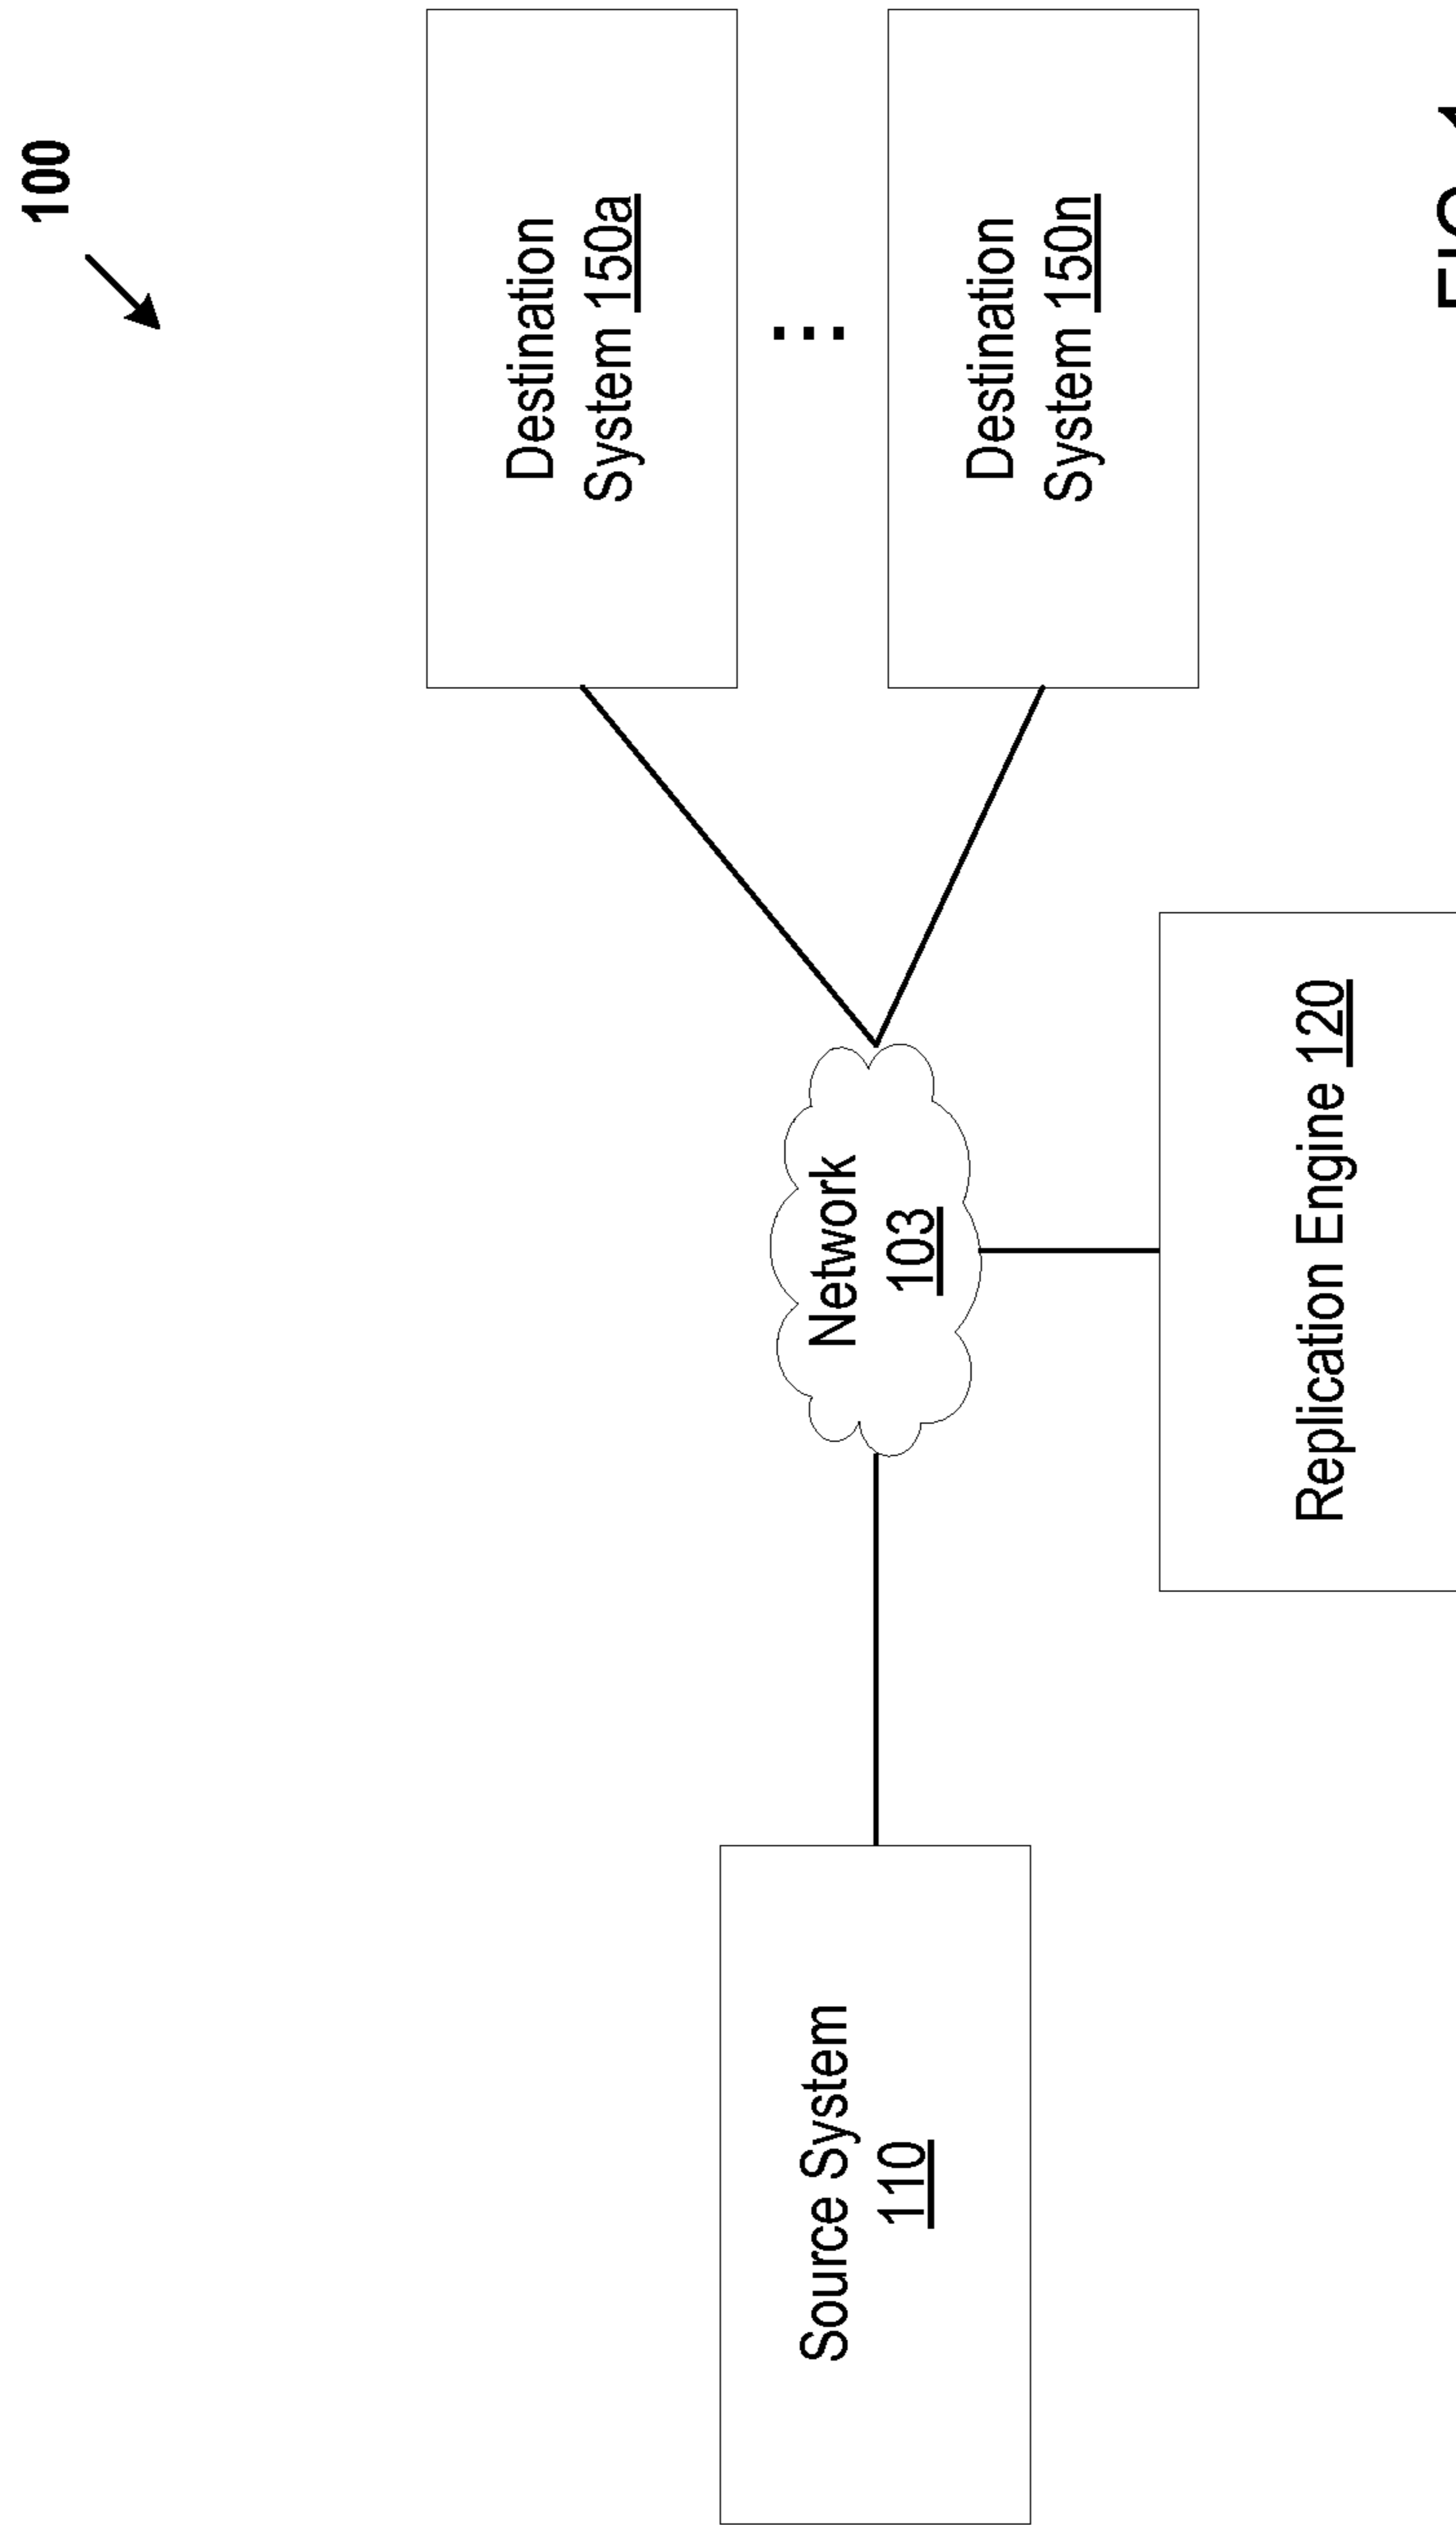 100
Destination
System 150a
Destination
System 150n
Network
103
Source System
110
Replication Engine 120